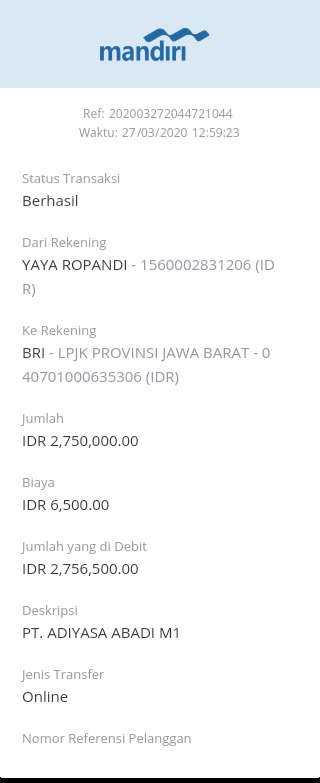 mandiri
Ref: 202003272044721044
Waktu: 27/03/2020 12:59:23
Status Transaksi
Berhasil
Dari Rekening
YAYA ROPANDI - 1560002831206 (ID
R)
Ke Rekening
BRI - LPJK PROVINSI JAWA BARAT - 0
40701000635306 (IDR)
Jumlah
IDR 2,750,000.00
Biaya
IDR 6,500.00
Jumlah yang di Debit
IDR 2,756,500.00
Deskripsi
PT. ADIYASA ABADI M1
Jenis Transfer
Online
Nomor Referensi Pelanggan